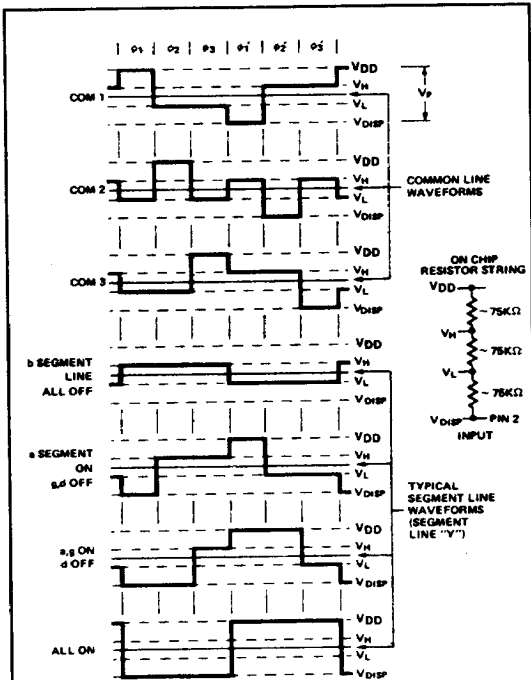 φ1 φ2 φ3 φ1' φ2' φ3'
VDD
COM 1
VH
VL
VP
VDISP
VDD
COM 2
VH
VL
VDISP
COMMON LINE
WAVEFORMS
VDD
COM 3
VH
VL
VDISP
ON CHIP
RESISTOR STRING
VDD
~75KΩ
VH
~75KΩ
VL
~75KΩ
VDISP PIN 2
INPUT
VDD
b SEGMENT
LINE
ALL OFF
VH
VL
VDISP
VDD
a SEGMENT
ON
g,d OFF
VH
VL
VDISP
TYPICAL
SEGMENT LINE
WAVEFORMS
(SEGMENT
LINE "Y")
VDD
a,g ON
d OFF
VH
VL
VDISP
VDD
ALL ON
VH
VL
VDISP